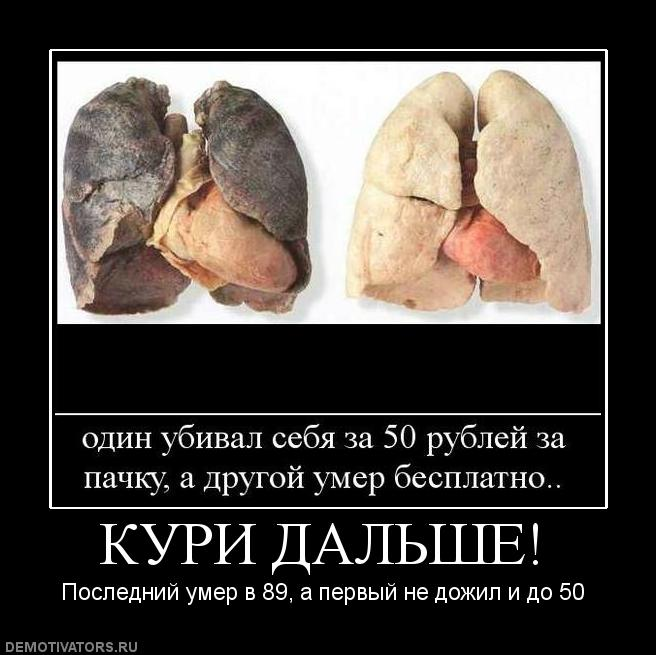 один убивал себя за 50 рублей за
пачку, а другой умер бесплатно..
КУРИ ДАЛЬШЕ!
Последний умер в 89, а первый не дожил и до 50
DEMOTIVATORS.RU